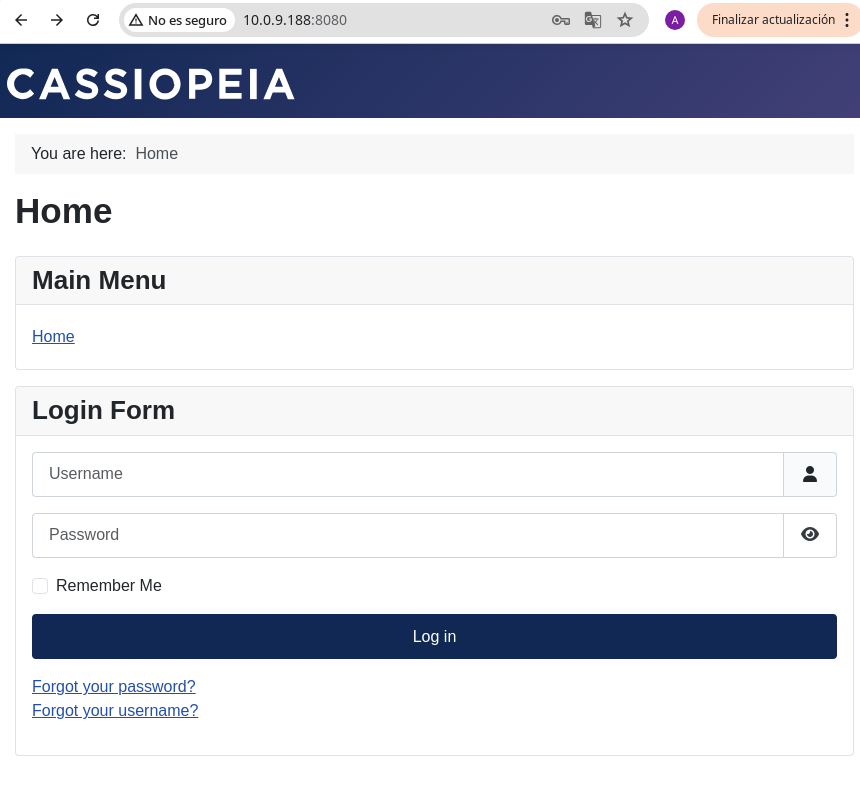 No es seguro 10.0.9.188:8080 A Finalizar actualización
CASSIOPEIA
You are here: Home
Home
Main Menu
Home
Login Form
Username
Password
Remember Me
Log in
Forgot your password?
Forgot your username?